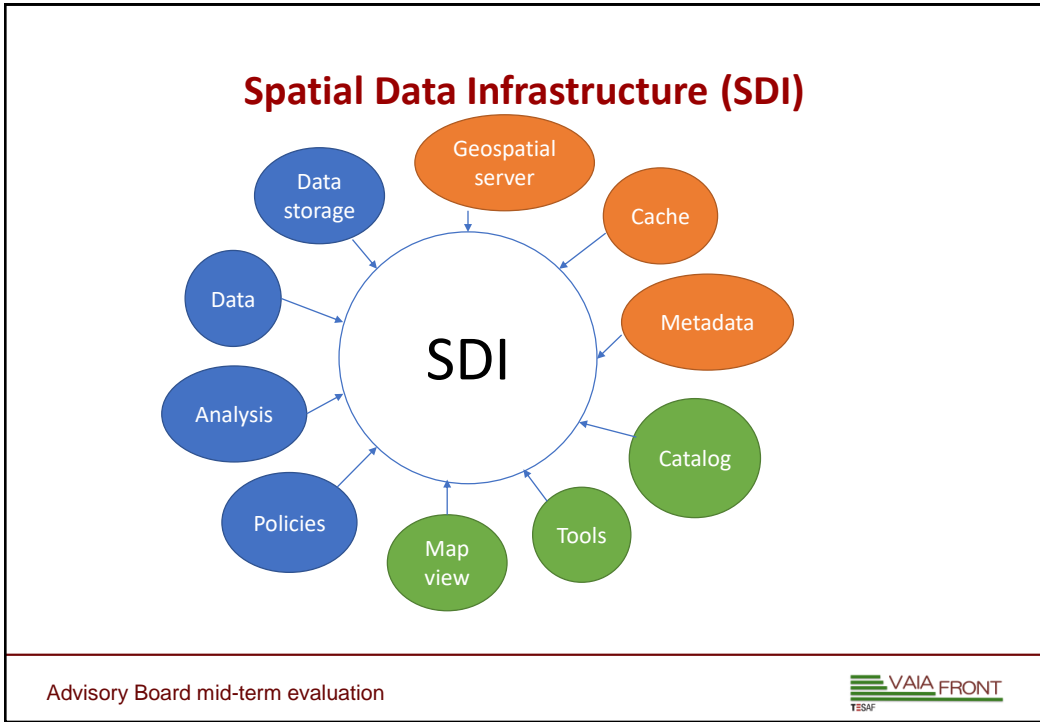 Spatial Data Infrastructure (SDI)
Geospatial
server
Data
storage
Cache
Data
Metadata
SDI
Analysis
Catalog
Policies
Tools
Map
view
Advisory Board mid-term evaluation
VAIA FRONT
TESAF